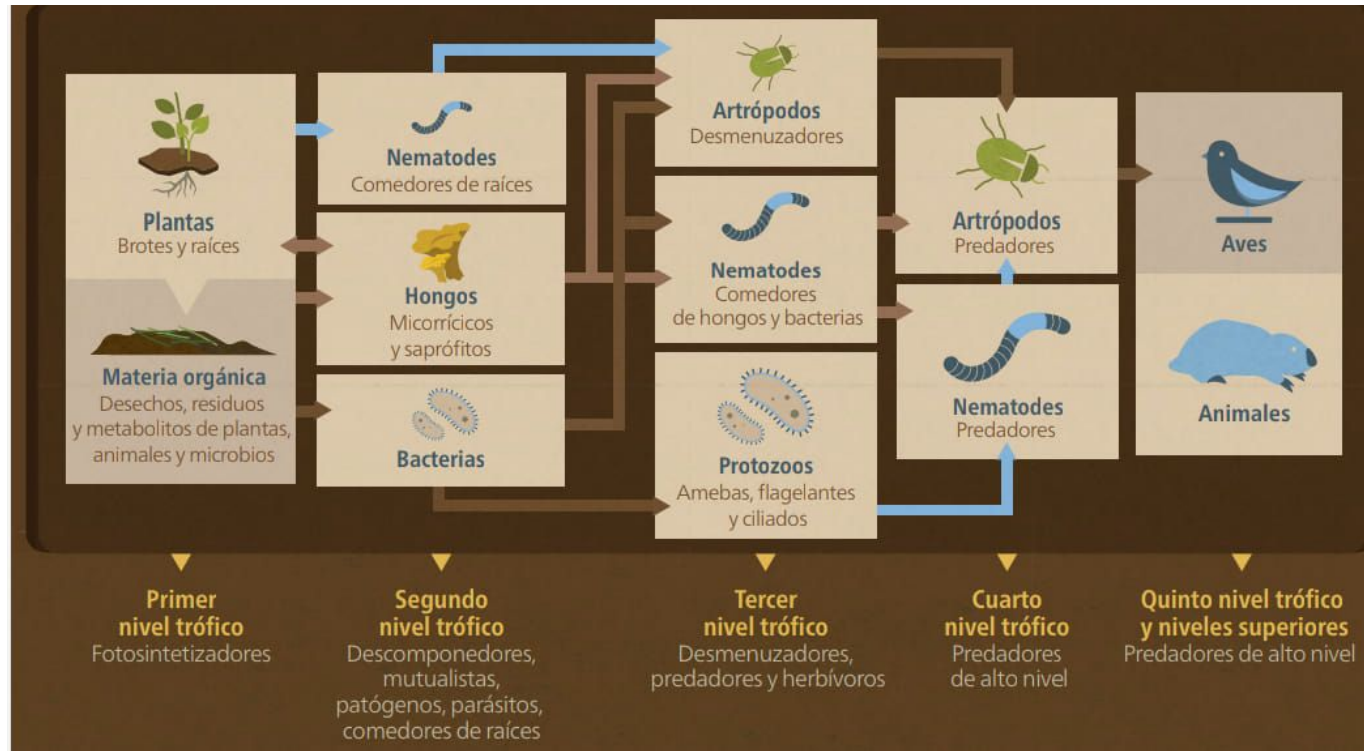 Plantas
Brotes y raíces
Materia orgánica
Desechos, residuos
y metabolitos de plantas,
animales y microbios
Nematodes
Comedores de raíces
Hongos
Micorrícicos
y saprófitos
Bacterias
Artrópodos
Desmenuzadores
Nematodes
Comedores
de hongos y bacterias
Protozoos
Amebas, flagelantes
y ciliados
Artrópodos
Predadores
Nematodes
Predadores
Aves
Animales
Primer
nivel trófico
Fotosintetizadores
Segundo
nivel trófico
Descomponedores,
mutualistas,
patógenos, parásitos,
comedores de raíces
Tercer
nivel trófico
Desmenuzadores,
predadores y herbívoros
Cuarto
nivel trófico
Predadores
de alto nivel
Quinto nivel trófico
y niveles superiores
Predadores de alto nivel